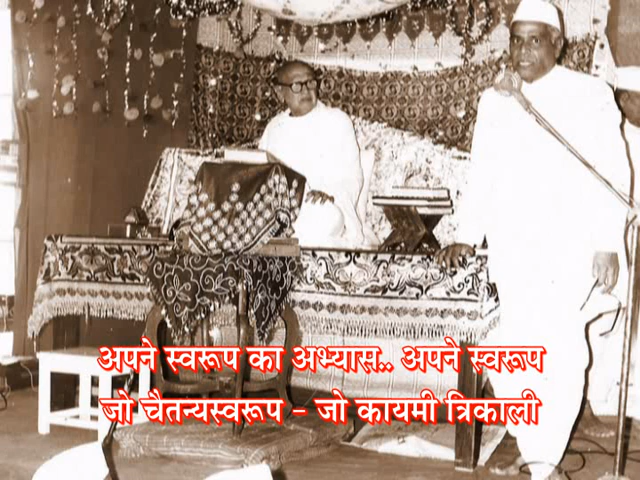 अपने स्वरूप का अभ्यास.. अपने स्वरूप
जो चैतन्यस्वरूप - जो कायमी त्रिकाली